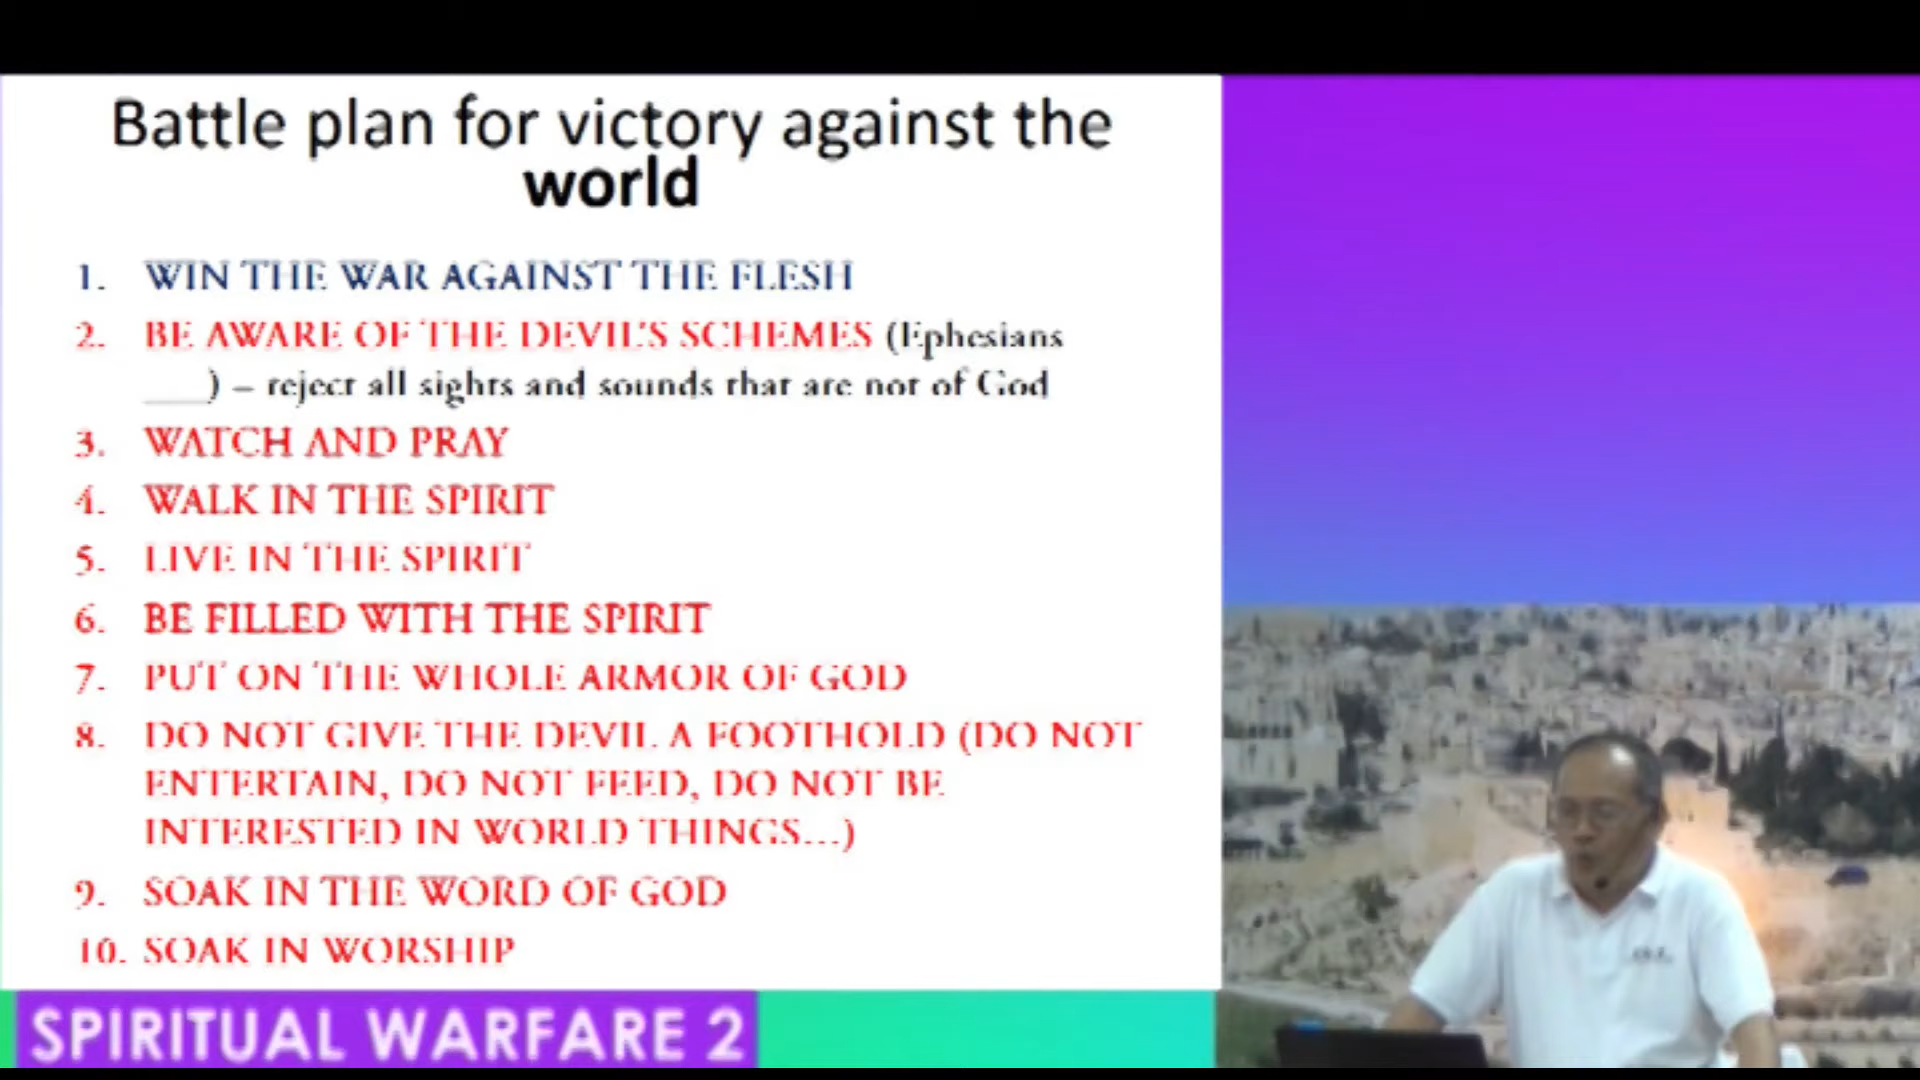 Battle plan for victory against the
world
1. WIN THE WAR AGAINST THE FLESH
2. BE AWARE OF THE DEVIL'S SCHEMES (Ephesians
___) – reject all sights and sounds that are not of God
3. WATCH AND PRAY
4. WALK IN THE SPIRIT
5. LIVE IN THE SPIRIT
6. BE FILLED WITH THE SPIRIT
7. PUT ON THE WHOLE ARMOR OF GOD
8. DO NOT GIVE THE DEVIL A FOOTHOLD (DO NOT
ENTERTAIN, DO NOT FEED, DO NOT BE
INTERESTED IN WORLD THINGS...)
9. SOAK IN THE WORD OF GOD
10. SOAK IN WORSHIP
SPIRITUAL WARFARE 2